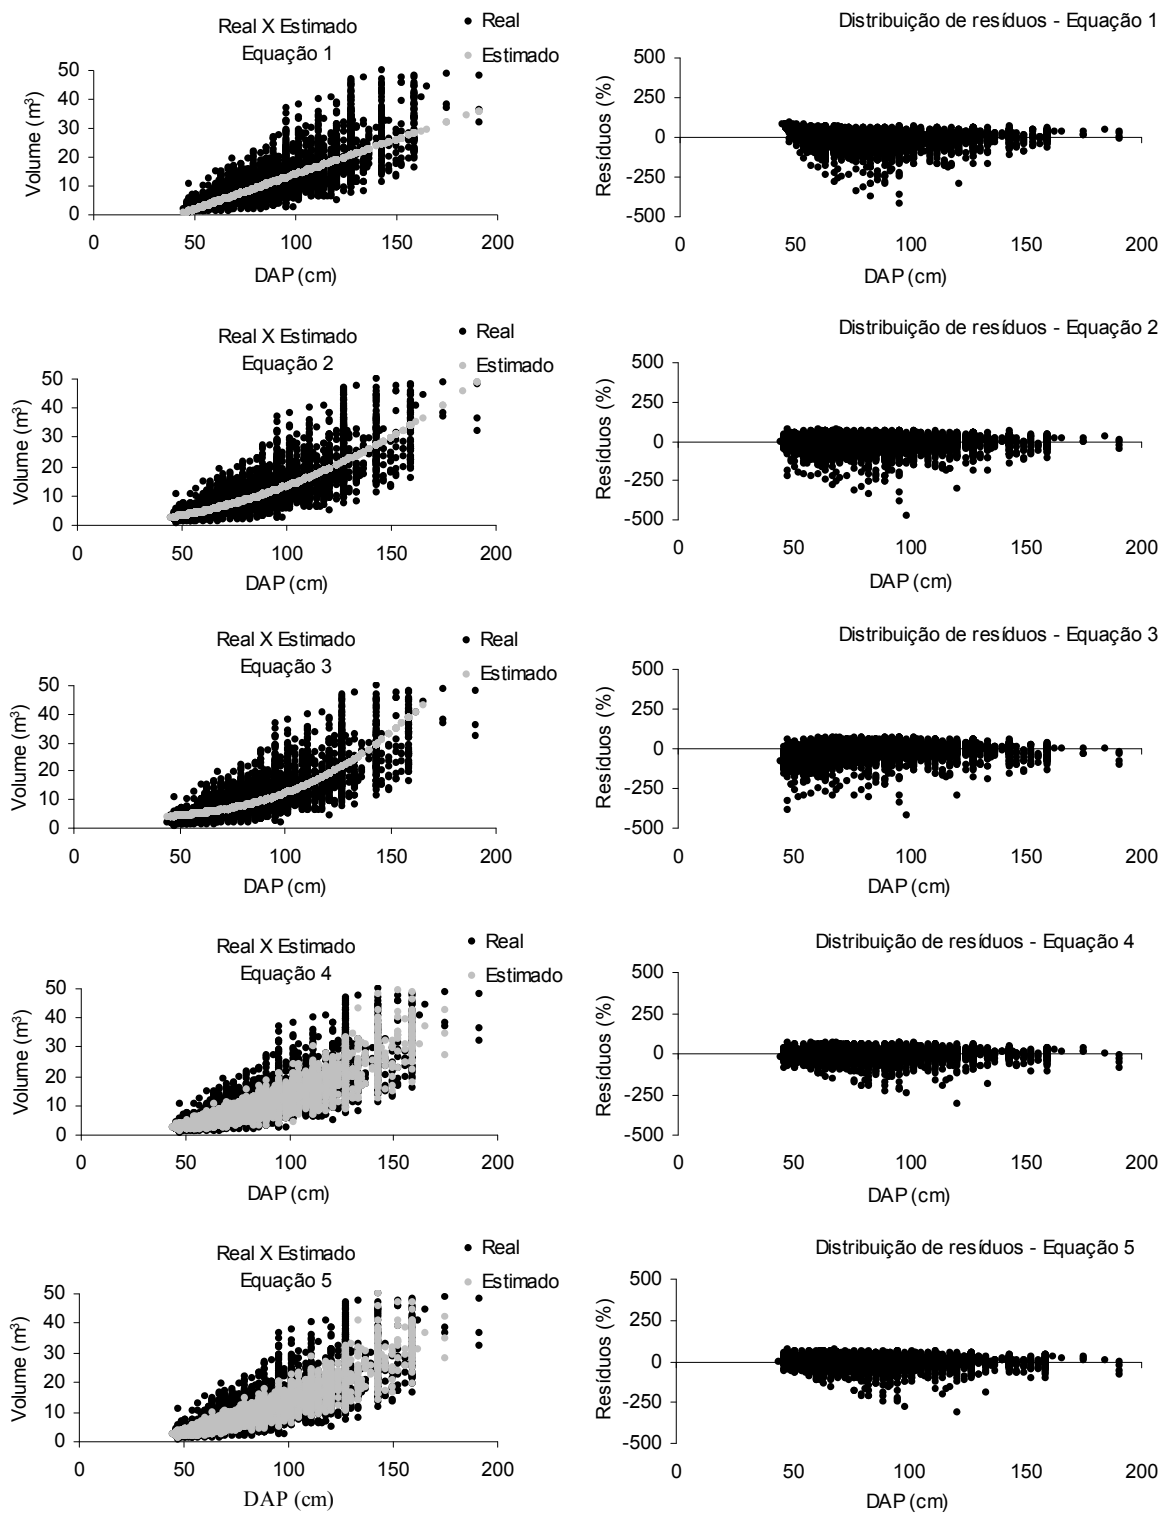 Real X Estimado
Equação 1
Real
Estimado
Volume (m³)
50
40
30
20
10
0
0 50 100 150 200
DAP (cm)
Distribuição de resíduos - Equação 1
Resíduos (%)
500
250
0
-250
-500
0 50 100 150 200
DAP (cm)
Real X Estimado
Equação 2
Real
Estimado
Volume (m³)
50
40
30
20
10
0
0 50 100 150 200
DAP (cm)
Distribuição de resíduos - Equação 2
Resíduos (%)
500
250
0
-250
-500
0 50 100 150 200
DAP (cm)
Real X Estimado
Equação 3
Real
Estimado
Volume (m³)
50
40
30
20
10
0
0 50 100 150 200
DAP (cm)
Distribuição de resíduos - Equação 3
Resíduos (%)
500
250
0
-250
-500
0 50 100 150 200
DAP (cm)
Real X Estimado
Equação 4
Real
Estimado
Volume (m³)
50
40
30
20
10
0
0 50 100 150 200
DAP (cm)
Distribuição de resíduos - Equação 4
Resíduos (%)
500
250
0
-250
-500
0 50 100 150 200
DAP (cm)
Real X Estimado
Equação 5
Real
Estimado
Volume (m³)
50
40
30
20
10
0
0 50 100 150 200
DAP (cm)
Distribuição de resíduos - Equação 5
Resíduos (%)
500
250
0
-250
-500
0 50 100 150 200
DAP (cm)